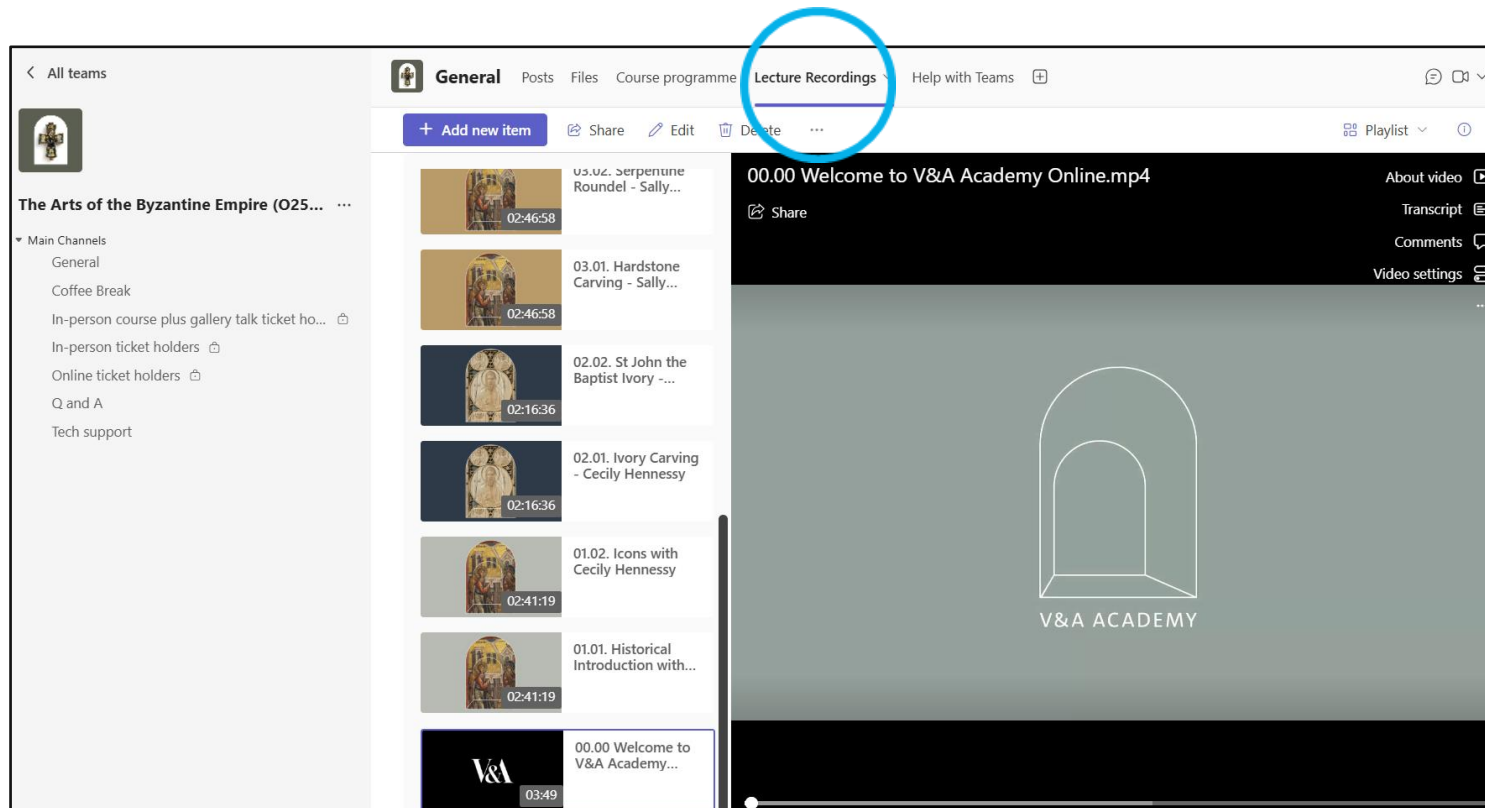 All teams
The Arts of the Byzantine Empire (O25... ...
Main Channels
General
Coffee Break
In-person course plus gallery talk ticket ho...
In-person ticket holders
Online ticket holders
Q and A
Tech support
General Posts Files Course programme Lecture Recordings Help with Teams
+ Add new item Share Edit Delete ...
Playlist
03.02. Serpentine
Roundel - Sally...
02:46:58
03.01. Hardstone
Carving - Sally...
02:46:58
02.02. St John the
Baptist Ivory -...
02:16:36
02.01. Ivory Carving
- Cecily Hennessy
02:16:36
01.02. Icons with
Cecily Hennessy
02:41:19
01.01. Historical
Introduction with...
02:41:19
V&A
00.00 Welcome to
V&A Academy...
03:49
00.00 Welcome to V&A Academy Online.mp4
Share
About video
Transcript
Comments
Video settings
V&A ACADEMY